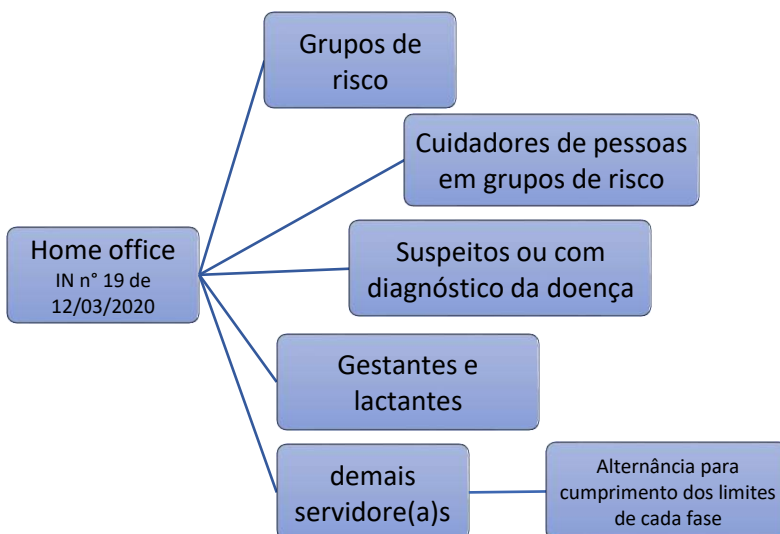 Grupos de
risco
Cuidadores de pessoas
em grupos de risco
Home office
IN n° 19 de
12/03/2020
Suspeitos ou com
diagnóstico da doença
Gestantes e
lactantes
demais
servidore(a)s
Alternância para
cumprimento dos limites
de cada fase